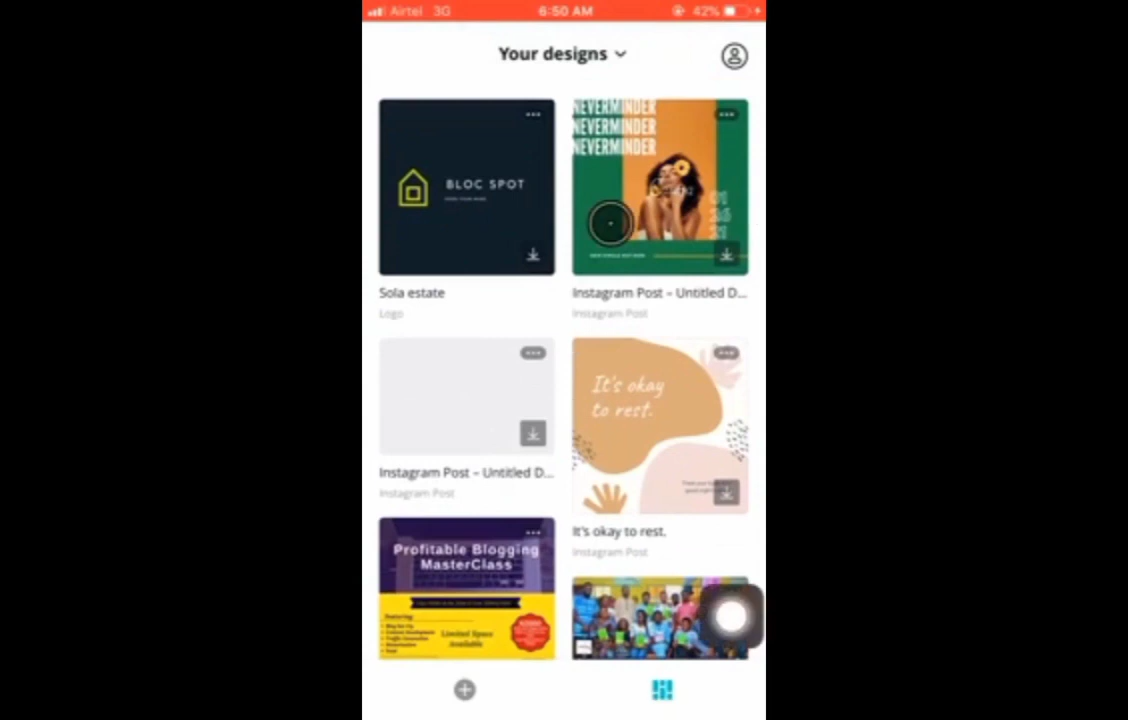 Airtel 3G 6:50 AM 42%
Your designs
BLOC SPOT
NEVERMINDER
NEVERMINDER
NEVERMINDER
Sola estate
Logo
Instagram Post – Untitled D...
Instagram Post
It's okay
to rest.
Instagram Post – Untitled D...
Instagram Post
It's okay to rest.
Instagram Post
Profitable Blogging
MasterClass
Featuring:
Limited Space
Available